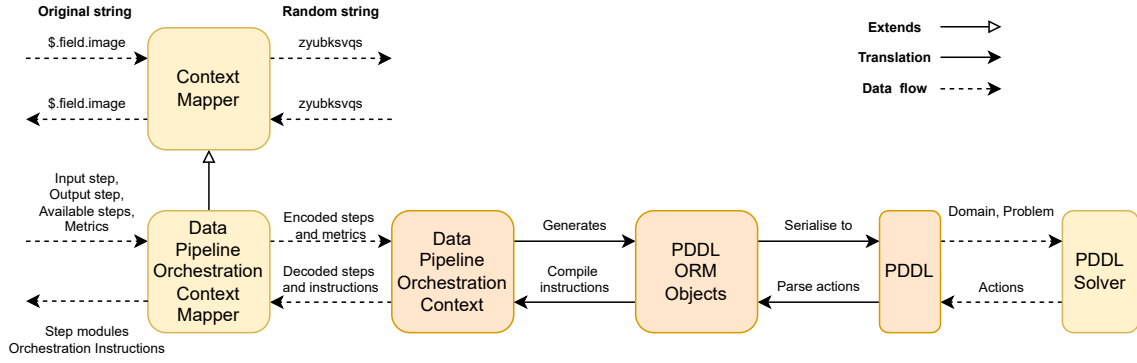 Original string
Random string
$.field.image
zyubksvqs
Context
Mapper
$.field.image
zyubksvqs
Extends
Translation
Data flow
Input step,
Output step,
Available steps,
Metrics
Data
Pipeline
Orchestration
Context
Mapper
Step modules
Orchestration Instructions
Encoded steps
and metrics
Decoded steps
and instructions
Data
Pipeline
Orchestration
Context
Generates
Compile
instructions
PDDL
ORM
Objects
Serialise to
Parse actions
PDDL
Domain, Problem
Actions
PDDL
Solver